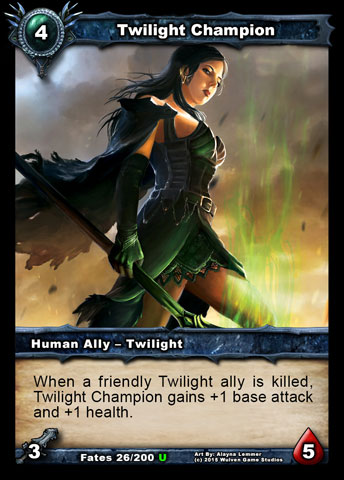 4
Twilight Champion
Human Ally – Twilight
When a friendly Twilight ally is killed,
Twilight Champion gains +1 base attack
and +1 health.
3
Fates 26/200 U
Art By: Alayna Lemmer
(c) 2015 Wulven Game Studios
5